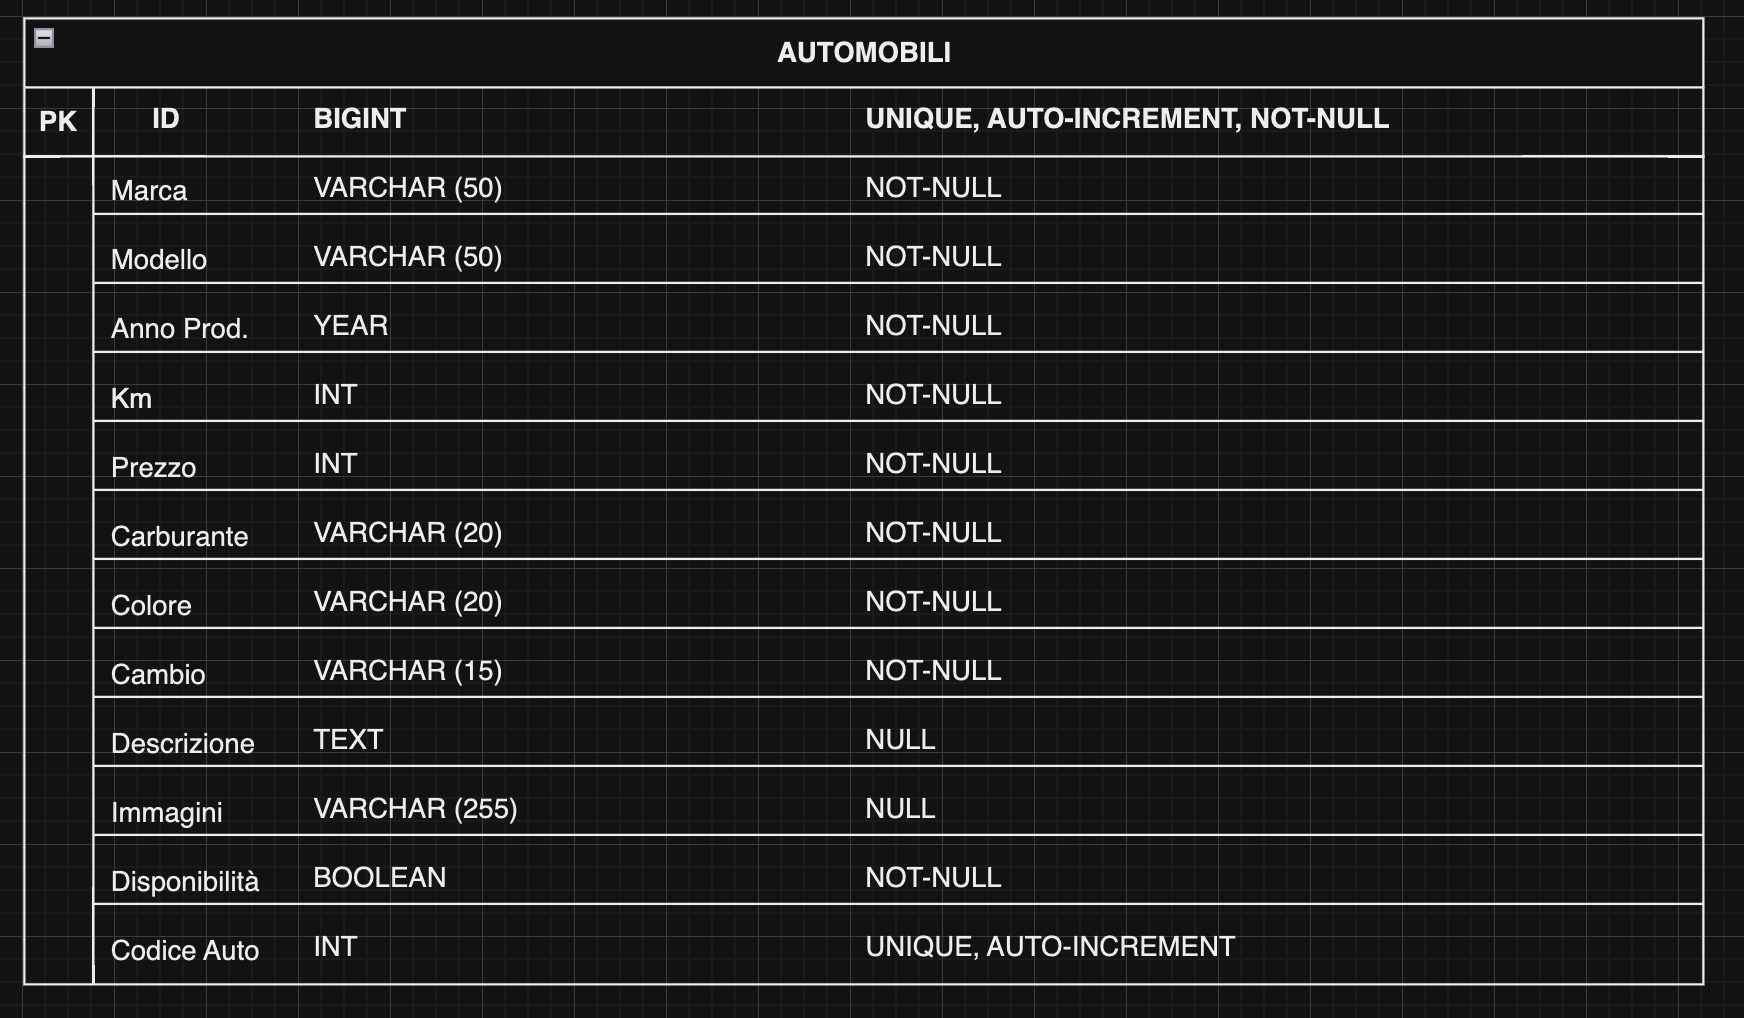 AUTOMOBILI
PK ID BIGINT UNIQUE, AUTO-INCREMENT, NOT-NULL
Marca VARCHAR (50) NOT-NULL
Modello VARCHAR (50) NOT-NULL
Anno Prod. YEAR NOT-NULL
Km INT NOT-NULL
Prezzo INT NOT-NULL
Carburante VARCHAR (20) NOT-NULL
Colore VARCHAR (20) NOT-NULL
Cambio VARCHAR (15) NOT-NULL
Descrizione TEXT NULL
Immagini VARCHAR (255) NULL
Disponibilità BOOLEAN NOT-NULL
Codice Auto INT UNIQUE, AUTO-INCREMENT